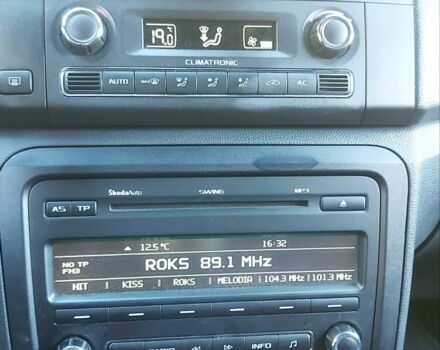 19.0
CLIMATRONIC
AUTO MAX AC
ŠkodaAuto SWING MP3
AS TP
12.5°C 16:32
NO TP ROKS 89.1 MHz
FM3
HIT KISS ROKS MELODIA 104.3 MHz 101.3 MHz
INFO